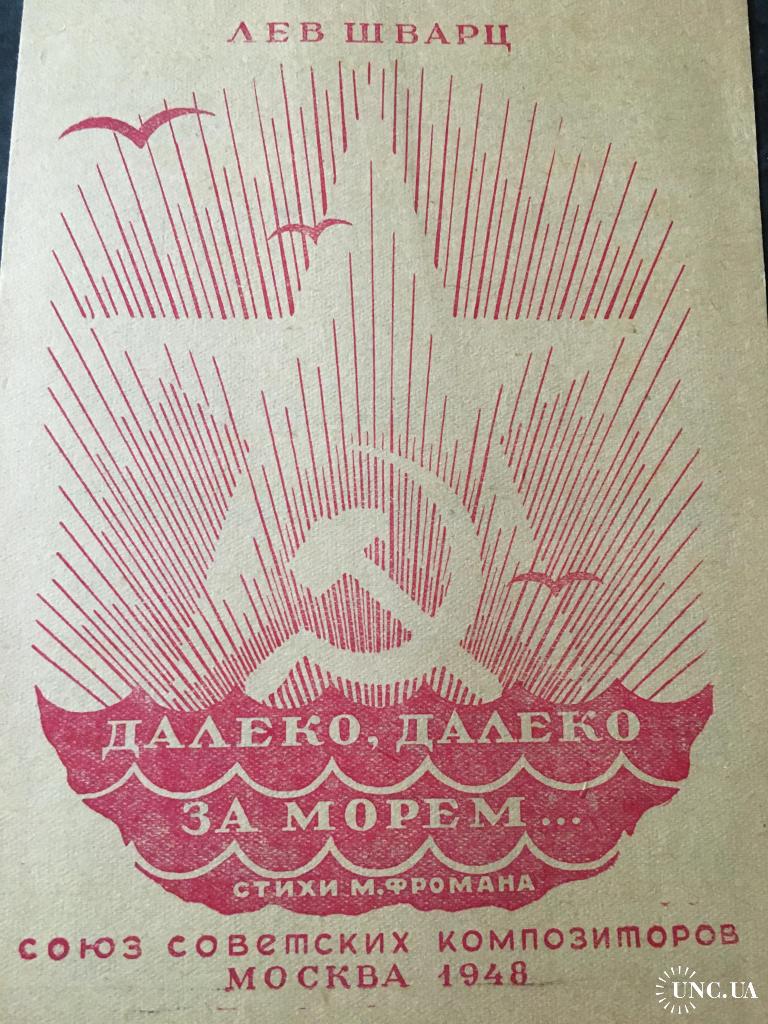 ЛЕВ ШВАРЦ
ДАЛЕКО, ДАЛЕКО
ЗА МОРЕМ...
СТИХИ М.ФРОМАНА
СОЮЗ СОВЕТСКИХ КОМПОЗИТОРОВ
МОСКВА 1948
UNC.UA